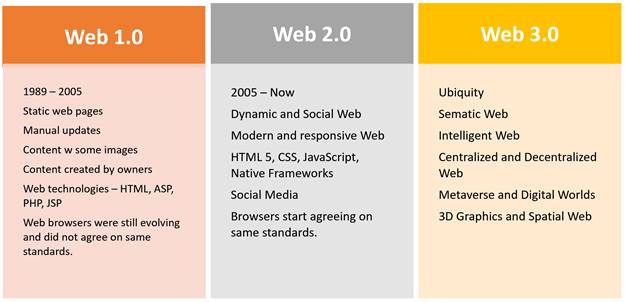 Web 1.0
1989 – 2005
Static web pages
Manual updates
Content w some images
Content created by owners
Web technologies – HTML, ASP,
PHP, JSP
Web browsers were still evolving
and did not agree on same
standards.
Web 2.0
2005 – Now
Dynamic and Social Web
Modern and responsive Web
HTML 5, CSS, JavaScript,
Native Frameworks
Social Media
Browsers start agreeing on
same standards.
Web 3.0
Ubiquity
Sematic Web
Intelligent Web
Centralized and Decentralized
Web
Metaverse and Digital Worlds
3D Graphics and Spatial Web